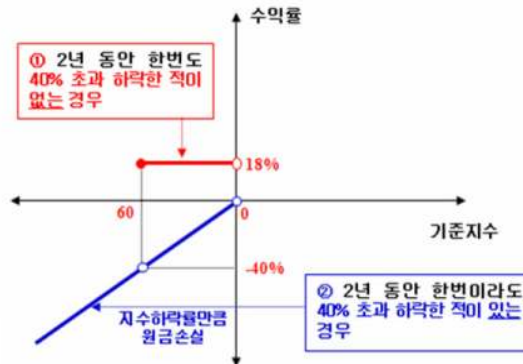 수익률
① 2년 동안 한번도
40% 초과 하락한 적이
없는 경우
18%
60
0
기준지수
-40%
지수하락률만큼
원금손실
② 2년 동안 한번이라도
40% 초과 하락한 적이 있는
경우